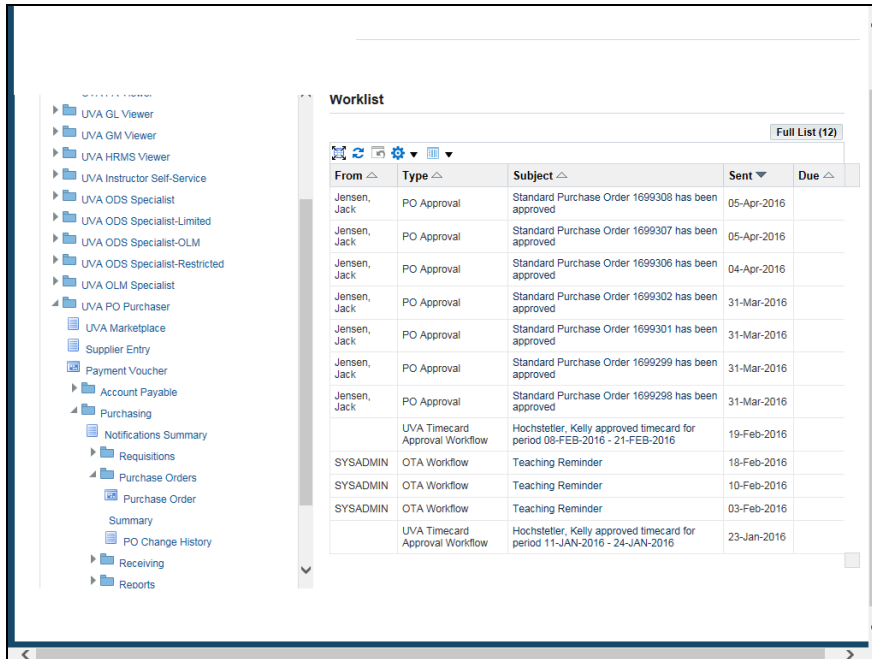 UVA GL Viewer
UVA GM Viewer
UVA HRMS Viewer
UVA Instructor Self-Service
UVA ODS Specialist
UVA ODS Specialist-Limited
UVA ODS Specialist-OLM
UVA ODS Specialist-Restricted
UVA OLM Specialist
UVA PO Purchaser
UVA Marketplace
Supplier Entry
Payment Voucher
Account Payable
Purchasing
Notifications Summary
Requisitions
Purchase Orders
Purchase Order
Summary
PO Change History
Receiving
Reports
Worklist
Full List (12)
From Type Subject Sent Due
Jensen, Jack PO Approval Standard Purchase Order 1699308 has been approved 05-Apr-2016
Jensen, Jack PO Approval Standard Purchase Order 1699307 has been approved 05-Apr-2016
Jensen, Jack PO Approval Standard Purchase Order 1699306 has been approved 04-Apr-2016
Jensen, Jack PO Approval Standard Purchase Order 1699302 has been approved 31-Mar-2016
Jensen, Jack PO Approval Standard Purchase Order 1699301 has been approved 31-Mar-2016
Jensen, Jack PO Approval Standard Purchase Order 1699299 has been approved 31-Mar-2016
Jensen, Jack PO Approval Standard Purchase Order 1699298 has been approved 31-Mar-2016
UVA Timecard Approval Workflow Hochstetler, Kelly approved timecard for period 08-FEB-2016 - 21-FEB-2016 19-Feb-2016
SYSADMIN OTA Workflow Teaching Reminder 18-Feb-2016
SYSADMIN OTA Workflow Teaching Reminder 10-Feb-2016
SYSADMIN OTA Workflow Teaching Reminder 03-Feb-2016
UVA Timecard Approval Workflow Hochstetler, Kelly approved timecard for period 11-JAN-2016 - 24-JAN-2016 23-Jan-2016